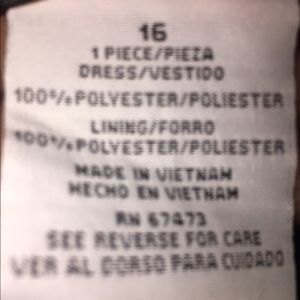 16
1 PIECE/PIEZA
DRESS/VESTIDO
100% POLYESTER/POLIESTER
LINING/FORRO
100% POLYESTER/POLIESTER
MADE IN VIETNAM
HECHO EN VIETNAM
RN 67473
SEE REVERSE FOR CARE
VER AL DORSO PARA CUIDADO